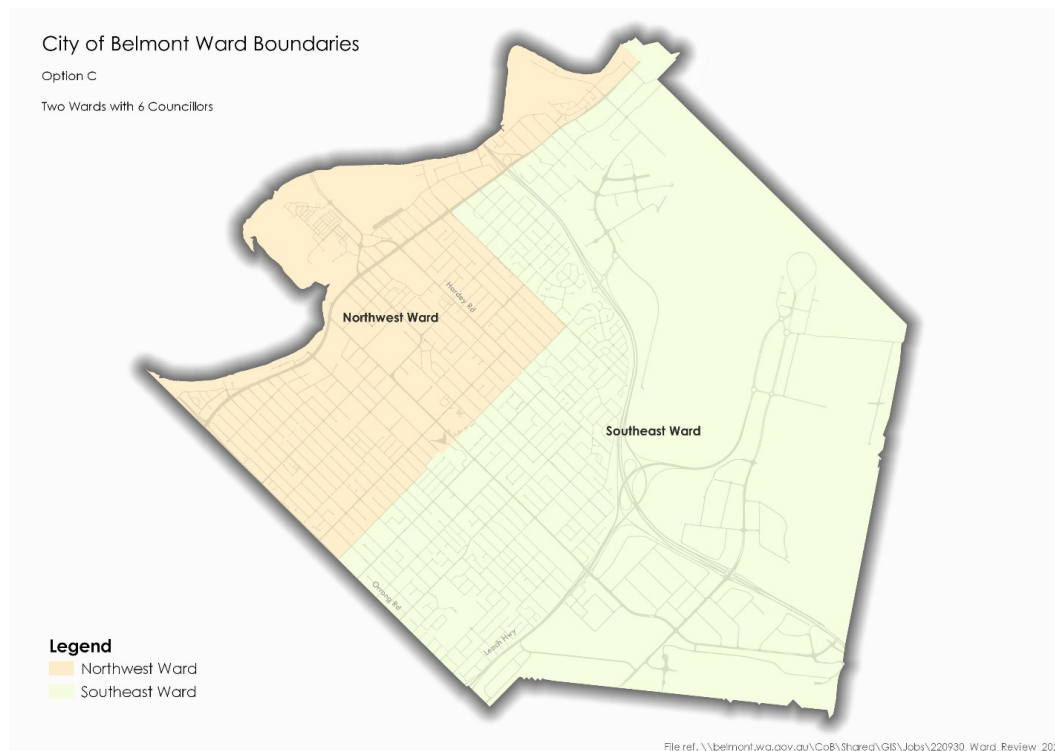 City of Belmont Ward Boundaries
Option C
Two Wards with 6 Councillors
Hardey Rd
Northwest Ward
Southeast Ward
Orrong Rd
Leach Hwy
Legend
Northwest Ward
Southeast Ward
File ref. \\belmont.wa.gov.au\CoB\Shared\GIS\Jobs\220930_Ward_Review_202